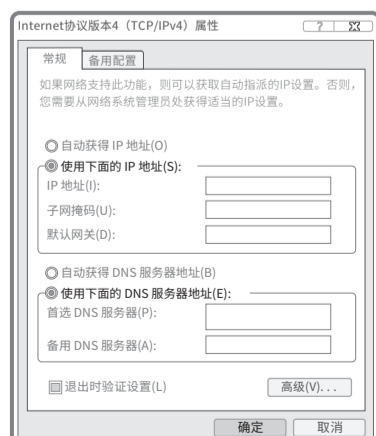 Internet协议版本4（TCP/IPv4）属性
常规
备用配置
如果网络支持此功能，则可以获取自动指派的IP设置。否则，
您需要从网络系统管理员处获得适当的IP设置。
自动获得 IP 地址(O)
使用下面的 IP 地址(S):
IP 地址(I):
子网掩码(U):
默认网关(D):
自动获得 DNS 服务器地址(B)
使用下面的 DNS 服务器地址(E):
首选 DNS 服务器(P):
备用 DNS 服务器(A):
退出时验证设置(L)
高级(V)...
确定
取消